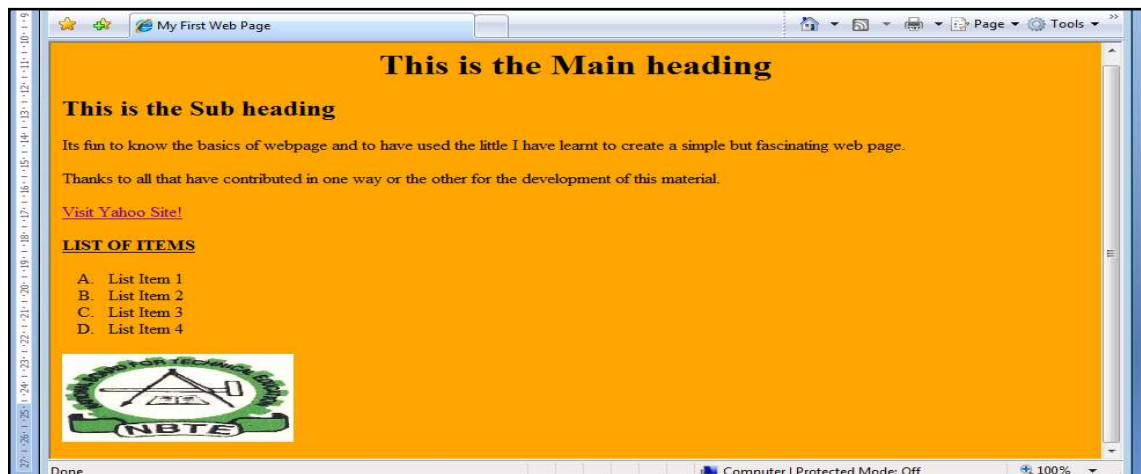 My First Web Page
Page
Tools
This is the Main heading
This is the Sub heading
Its fun to know the basics of webpage and to have used the little I have learnt to create a simple but fascinating web page.
Thanks to all that have contributed in one way or the other for the development of this material.
Visit Yahoo Site!
LIST OF ITEMS
A. List Item 1
B. List Item 2
C. List Item 3
D. List Item 4
BOARD FOR TECHNICAL EDUCATION
NBTE
Done
Computer | Protected Mode: Off
100%